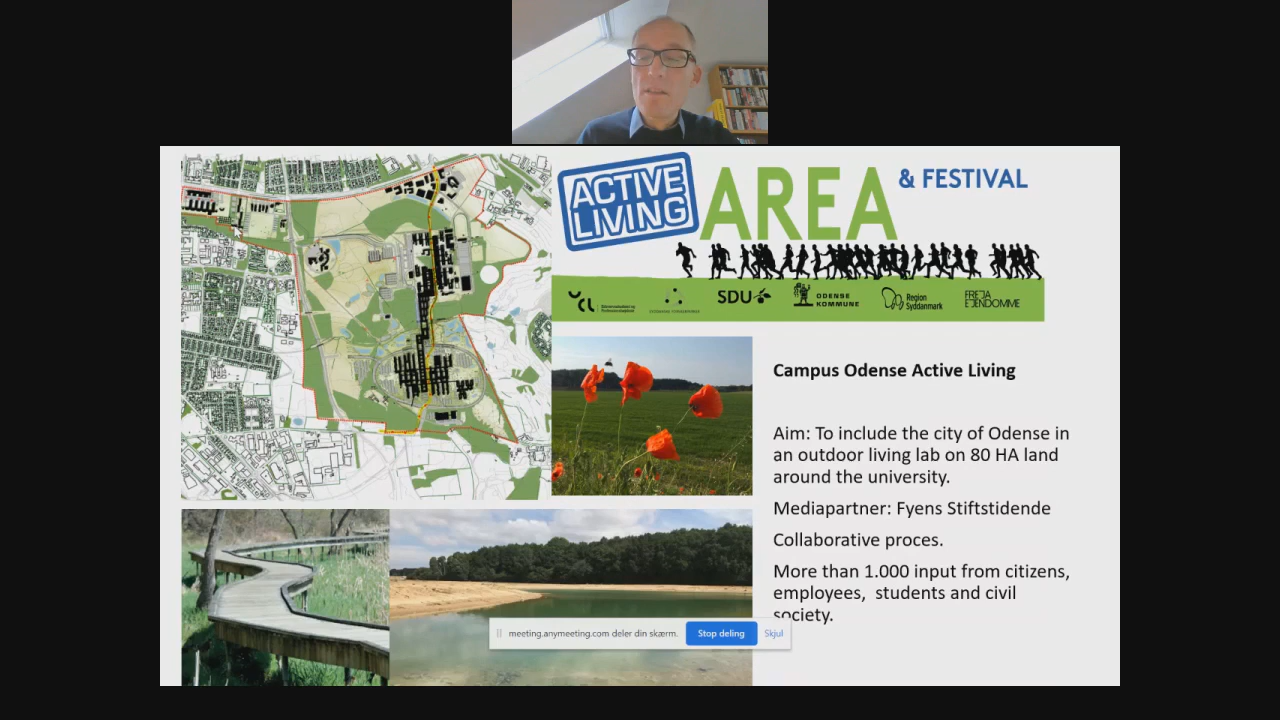 ACTIVE
LIVING
AREA
& FESTIVAL
UCL
SDU
ODENSE
KOMMUNE
Region
Syddanmark
FREJA
EJENDOMME
Campus Odense Active Living
Aim: To include the city of Odense in
an outdoor living lab on 80 HA land
around the university.
Mediapartner: Fyens Stiftstidende
Collaborative proces.
More than 1.000 input from citizens,
employees, students and civil
society.
meeting.anymeeting.com deler din skærm.
Stop deling
Skjul